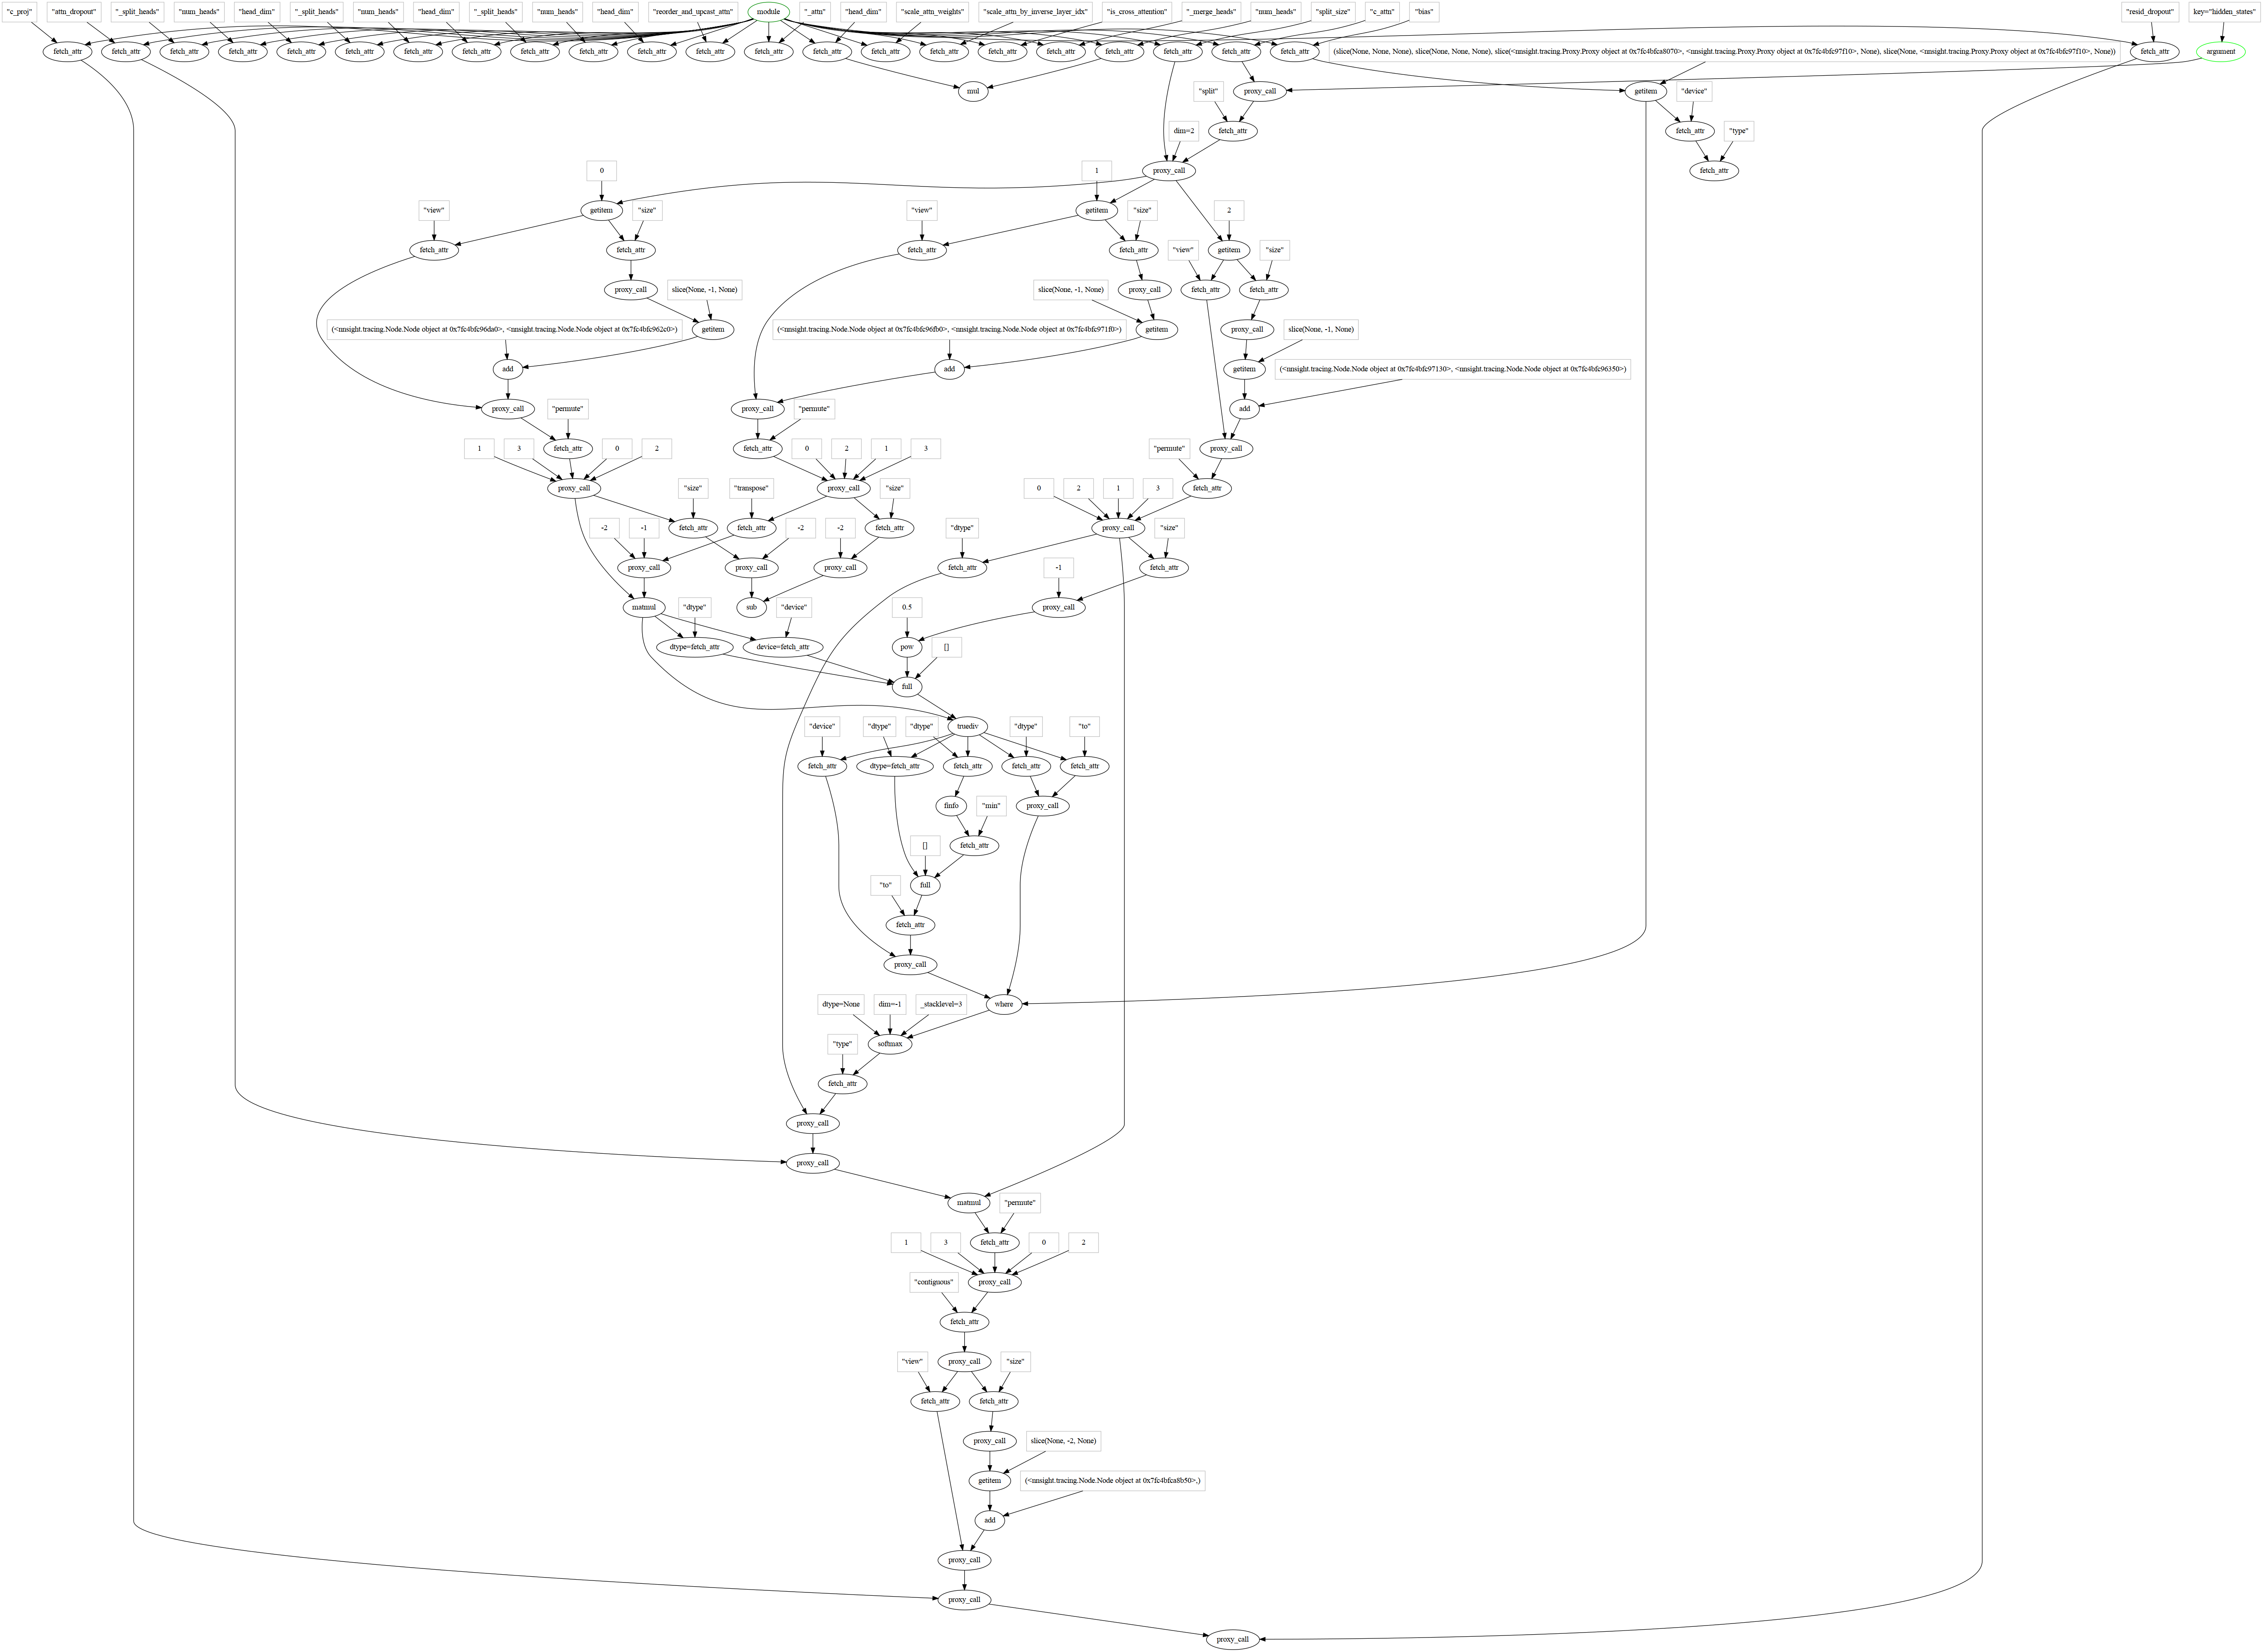 "c_proj" "attn_dropout" "_split_heads" "num_heads" "head_dim" "_split_heads" "num_heads" "head_dim" "_split_heads" "num_heads" "head_dim" "reorder_and_upcast_attn" module "_attn" "head_dim" "scale_attn_weights" "scale_attn_by_inverse_layer_idx" "is_cross_attention" "_merge_heads" "num_heads" "split_size" "c_attn" "bias" "resid_dropout" key="hidden_states"
fetch_attr fetch_attr fetch_attr fetch_attr fetch_attr fetch_attr fetch_attr fetch_attr fetch_attr fetch_attr fetch_attr fetch_attr fetch_attr fetch_attr fetch_attr fetch_attr fetch_attr fetch_attr fetch_attr fetch_attr fetch_attr fetch_attr (slice(None, None, None), slice(None, None, None), slice(<nnsight.tracing.Proxy.Proxy object at 0x7fc4bfca8070>, <nnsight.tracing.Proxy.Proxy object at 0x7fc4bfc97f10>, None), slice(None, <nnsight.tracing.Proxy.Proxy object at 0x7fc4bfc97f10>, None)) fetch_attr argument
mul "split" proxy_call getitem "device"
dim=2 fetch_attr fetch_attr "type"
0 1 proxy_call fetch_attr
"view" getitem "size" "view" getitem "size" 2
fetch_attr fetch_attr fetch_attr fetch_attr "view" getitem "size"
proxy_call slice(None, -1, None) slice(None, -1, None) proxy_call fetch_attr fetch_attr
(<nnsight.tracing.Node.Node object at 0x7fc4bfc96da0>, <nnsight.tracing.Node.Node object at 0x7fc4bfc962c0>) getitem (<nnsight.tracing.Node.Node object at 0x7fc4bfc96fb0>, <nnsight.tracing.Node.Node object at 0x7fc4bfc971f0>) getitem proxy_call slice(None, -1, None)
add add getitem (<nnsight.tracing.Node.Node object at 0x7fc4bfc97130>, <nnsight.tracing.Node.Node object at 0x7fc4bfc96350>)
proxy_call "permute" proxy_call "permute" add
1 3 fetch_attr 0 2 fetch_attr 0 2 1 3 "permute" proxy_call
proxy_call "size" "transpose" proxy_call "size" 0 2 1 3 fetch_attr
-2 -1 fetch_attr fetch_attr -2 -2 fetch_attr "dtype" proxy_call "size"
proxy_call proxy_call proxy_call fetch_attr -1 fetch_attr
matmul "dtype" sub "device" 0.5 proxy_call
dtype=fetch_attr device=fetch_attr pow []
full
"device" "dtype" "dtype" truediv "dtype" "to"
fetch_attr dtype=fetch_attr fetch_attr fetch_attr fetch_attr
finfo "min" proxy_call
[] fetch_attr
"to" full
fetch_attr
proxy_call
dtype=None dim=-1 _stacklevel=3 where
"type" softmax
fetch_attr
proxy_call
proxy_call
matmul "permute"
1 3 fetch_attr 0 2
"contiguous" proxy_call
fetch_attr
"view" proxy_call "size"
fetch_attr fetch_attr
proxy_call slice(None, -2, None)
getitem (<nnsight.tracing.Node.Node object at 0x7fc4bfca8b50>,)
add
proxy_call
proxy_call
proxy_call